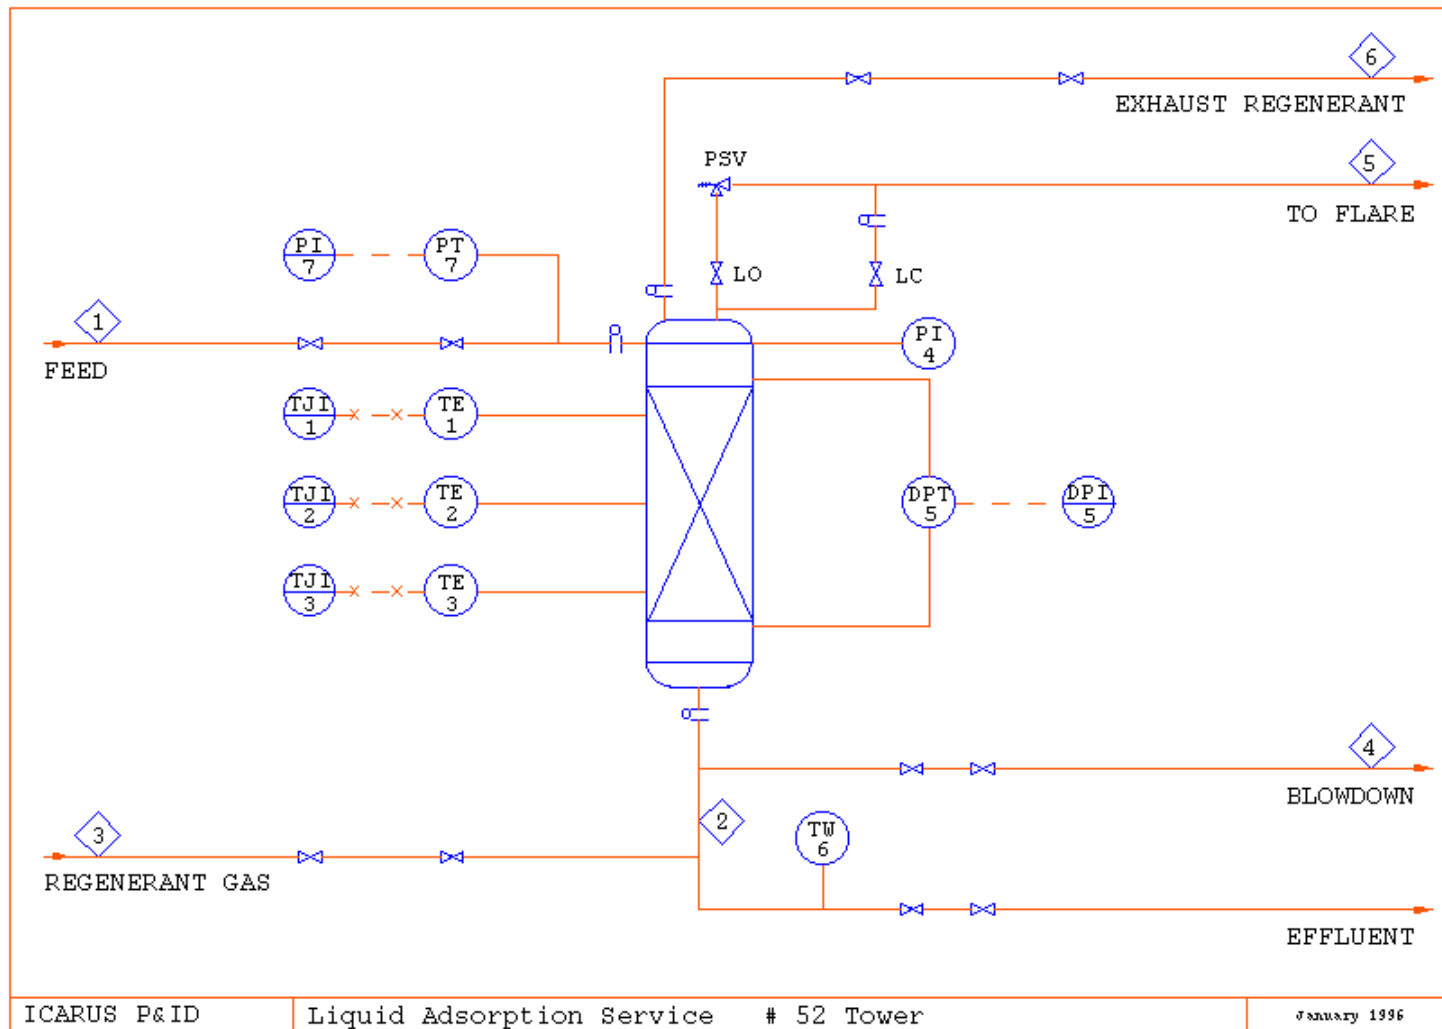 6
EXHAUST REGENERANT
PSV
5
TO FLARE
PI
7
PT
7
LO
LC
1
FEED
PI
4
TJI
1
TE
1
TJI
2
TE
2
DPT
5
DPI
5
TJI
3
TE
3
4
BLOWDOWN
2
TW
6
3
REGENERANT GAS
EFFLUENT
ICARUS P&ID
Liquid Adsorption Service # 52 Tower
January 1996